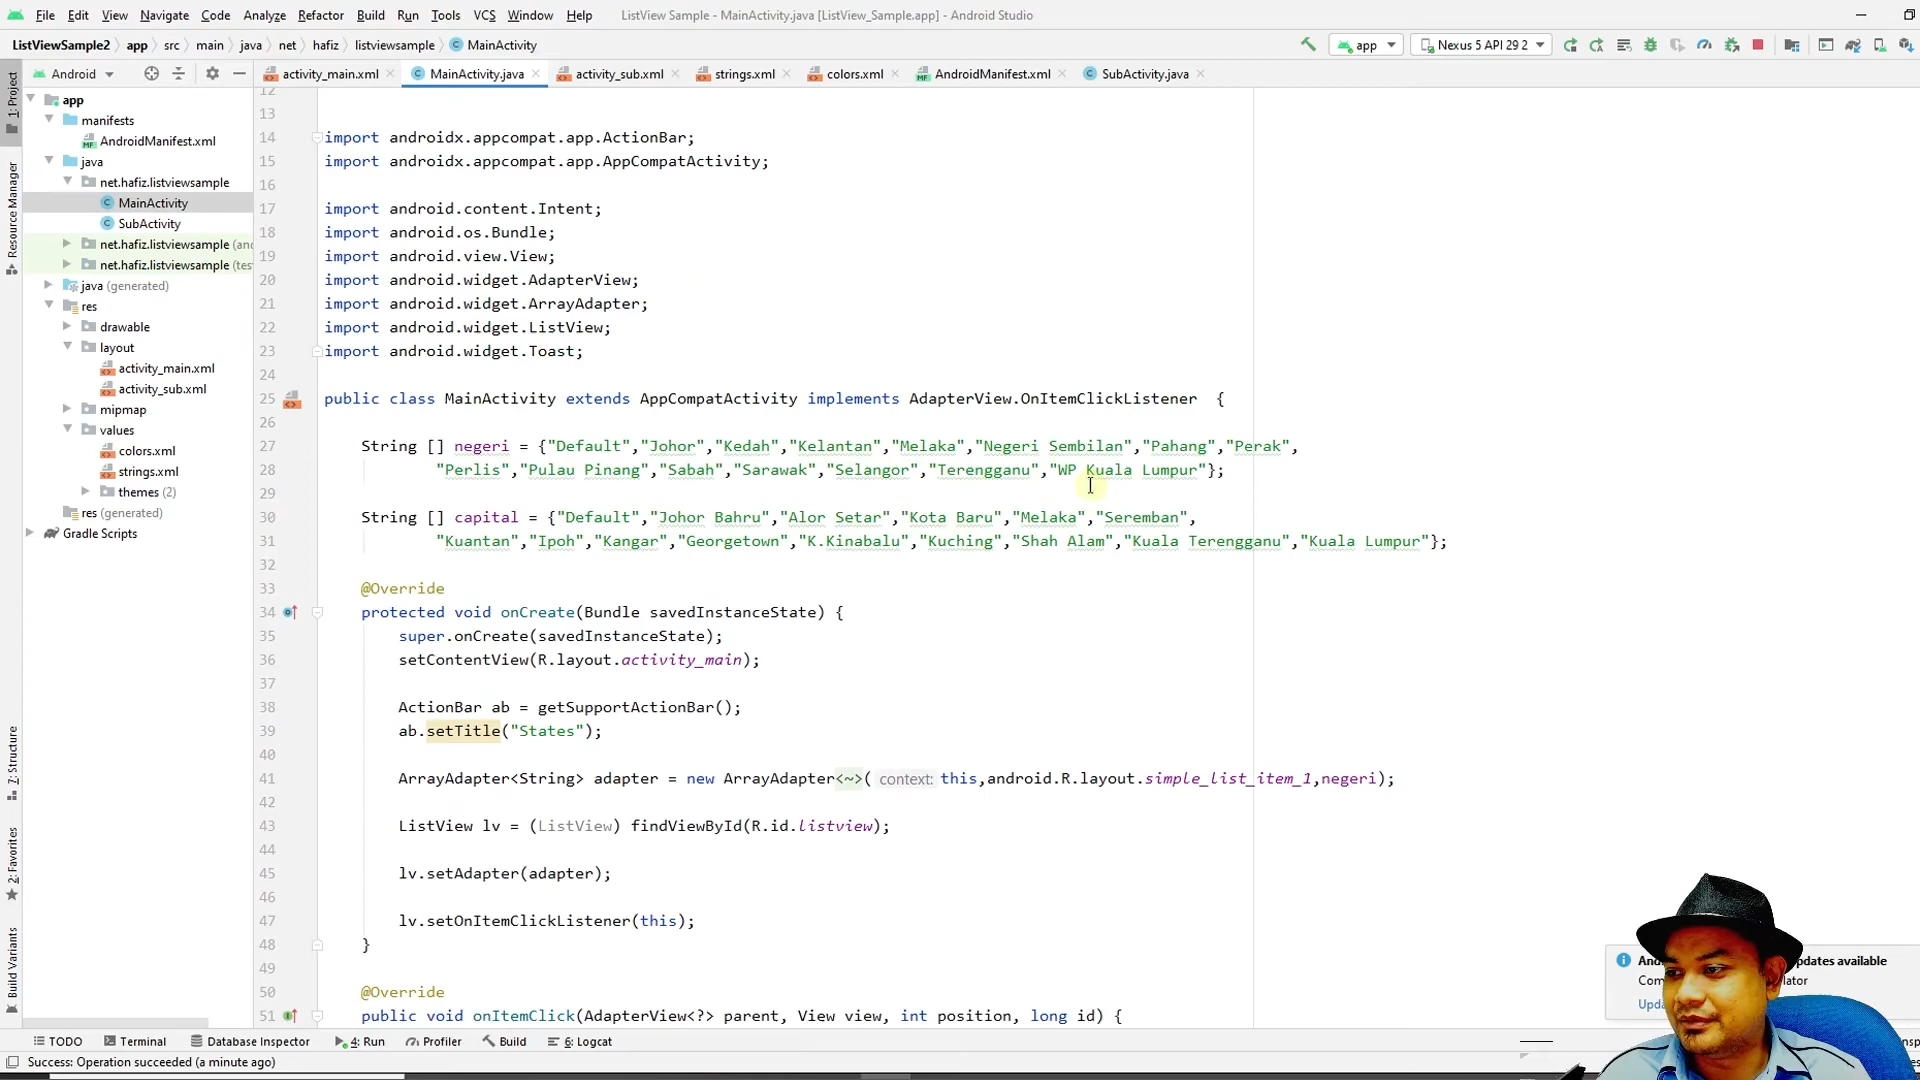 File Edit View Navigate Code Analyze Refactor Build Run Tools VCS Window Help ListView Sample - MainActivity.java [ListView_Sample.app] - Android Studio
ListViewSample2 app src main java net hafiz listviewsample MainActivity app Nexus 5 API 29 2
Android activity_main.xml MainActivity.java activity_sub.xml strings.xml colors.xml AndroidManifest.xml SubActivity.java
1: Project
Resource Manager
7: Structure
2: Favorites
Build Variants
app
manifests
AndroidManifest.xml
java
net.hafiz.listviewsample
MainActivity
SubActivity
net.hafiz.listviewsample (and
net.hafiz.listviewsample (tes
java (generated)
res
drawable
layout
activity_main.xml
activity_sub.xml
mipmap
values
colors.xml
strings.xml
themes (2)
res (generated)
Gradle Scripts
12
13
14 import androidx.appcompat.app.ActionBar;
15 import androidx.appcompat.app.AppCompatActivity;
16
17 import android.content.Intent;
18 import android.os.Bundle;
19 import android.view.View;
20 import android.widget.AdapterView;
21 import android.widget.ArrayAdapter;
22 import android.widget.ListView;
23 import android.widget.Toast;
24
25 public class MainActivity extends AppCompatActivity implements AdapterView.OnItemClickListener {
26
27 String [] negeri = {"Default","Johor","Kedah","Kelantan","Melaka","Negeri Sembilan","Pahang","Perak",
28 "Perlis","Pulau Pinang","Sabah","Sarawak","Selangor","Terengganu","WP Kuala Lumpur"};
29
30 String [] capital = {"Default","Johor Bahru","Alor Setar","Kota Baru","Melaka","Seremban",
31 "Kuantan","Ipoh","Kangar","Georgetown","K.Kinabalu","Kuching","Shah Alam","Kuala Terengganu","Kuala Lumpur"};
32
33 @Override
34 protected void onCreate(Bundle savedInstanceState) {
35 super.onCreate(savedInstanceState);
36 setContentView(R.layout.activity_main);
37
38 ActionBar ab = getSupportActionBar();
39 ab.setTitle("States");
40
41 ArrayAdapter<String> adapter = new ArrayAdapter<~>( context: this,android.R.layout.simple_list_item_1,negeri);
42
43 ListView lv = (ListView) findViewById(R.id.listview);
44
45 lv.setAdapter(adapter);
46
47 lv.setOnItemClickListener(this);
48 }
49
50 @Override
51 public void onItemClick(AdapterView<?> parent, View view, int position, long id) {
pdates available
TODO Terminal Database Inspector 4: Run Profiler Build 6: Logcat
Success: Operation succeeded (a minute ago)